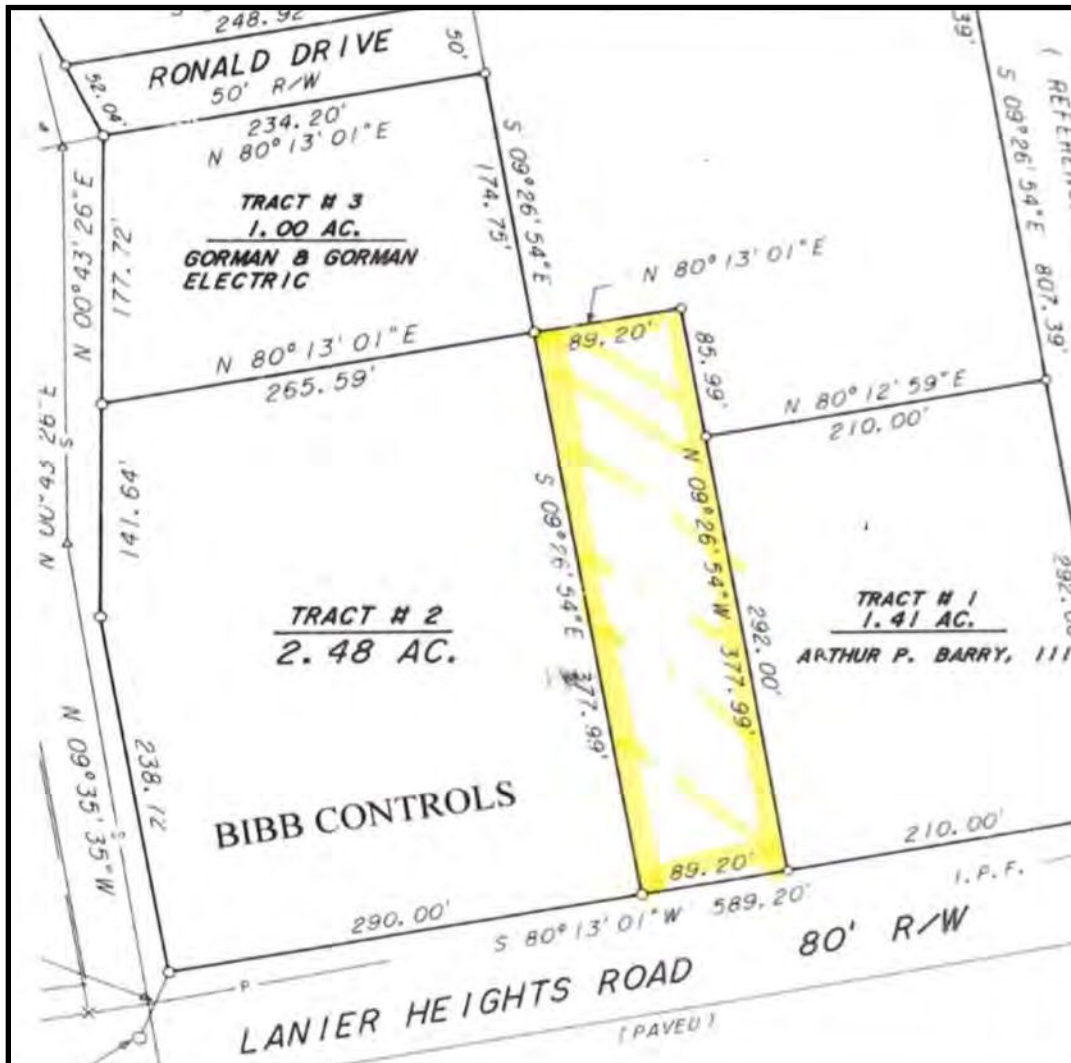 248.92
RONALD DRIVE
50' R/W
50'
52.04'
234.20'
N 80° 13' 01" E
TRACT # 3
1.00 AC.
GORMAN & GORMAN
ELECTRIC
N 00° 43' 26" E
177.72'
S 09° 26' 54" E
174.75'
39'
S 09° 26' 54" E 807.39'
N 80° 13' 01" E
89.20'
85.99'
N 80° 13' 01" E
265.59'
N 80° 12' 59" E
210.00'
N 00° 43' 26" E
S
141.64'
S 09° 26' 54" E 377.99'
N 09° 26' 54" W 377.99'
292.00'
TRACT # 2
2.48 AC.
TRACT # 1
1.41 AC.
ARTHUR P. BARRY, 111
N 09° 35' 35" W
S
238.12
BIBB CONTROLS
290.00'
89.20'
210.00'
S 80° 13' 01" W 589.20'
I.P.F.
P
LANIER HEIGHTS ROAD 80' R/W